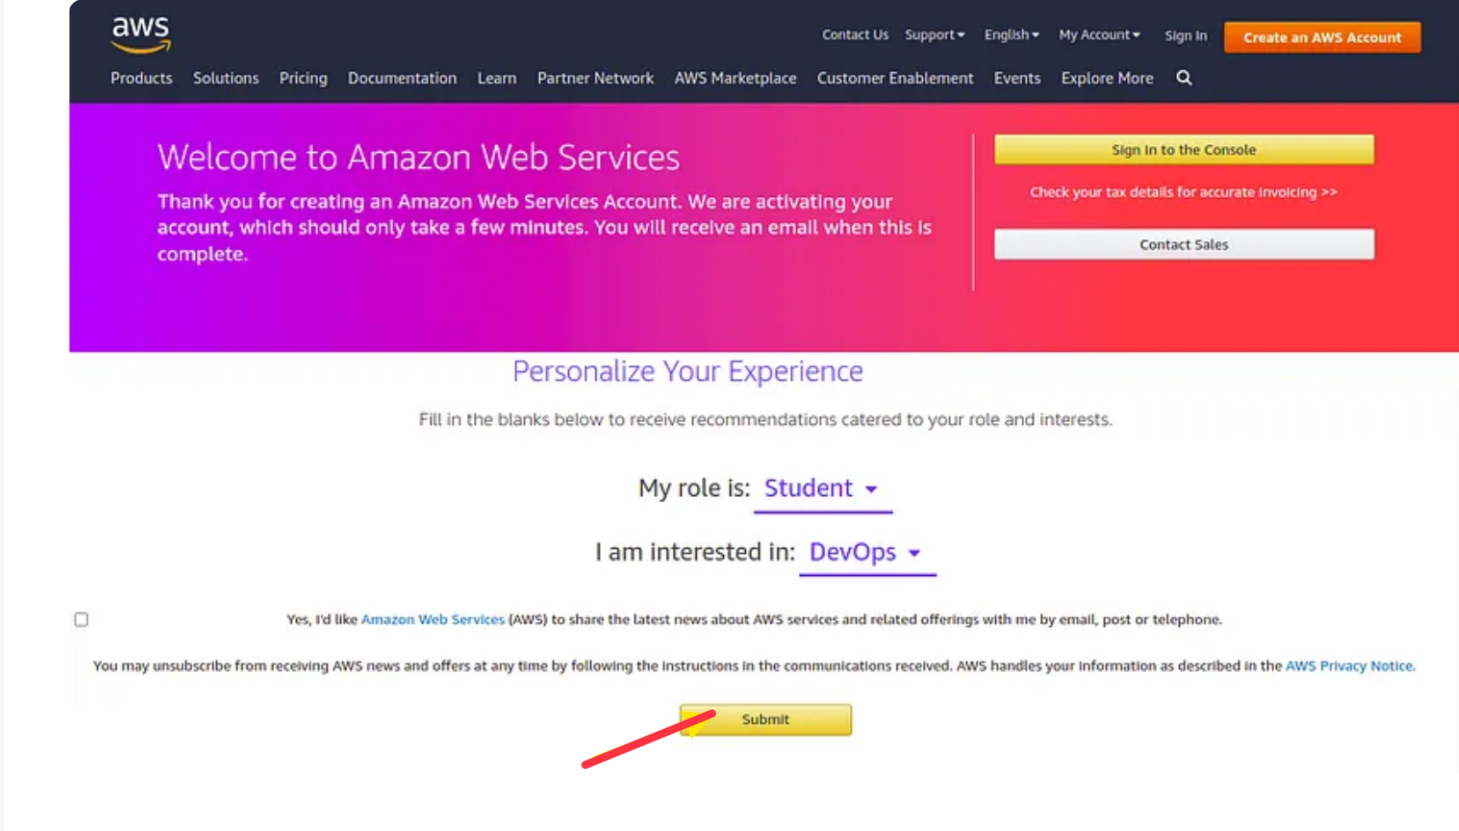 aws
Contact Us Support English My Account Sign In Create an AWS Account
Products Solutions Pricing Documentation Learn Partner Network AWS Marketplace Customer Enablement Events Explore More
Welcome to Amazon Web Services
Thank you for creating an Amazon Web Services Account. We are activating your
account, which should only take a few minutes. You will receive an email when this is
complete.
Sign In to the Console
Check your tax details for accurate invoicing >>
Contact Sales
Personalize Your Experience
Fill in the blanks below to receive recommendations catered to your role and interests.
My role is: Student
I am interested in: DevOps
Yes, I'd like Amazon Web Services (AWS) to share the latest news about AWS services and related offerings with me by email, post or telephone.
You may unsubscribe from receiving AWS news and offers at any time by following the instructions in the communications received. AWS handles your information as described in the AWS Privacy Notice.
Submit